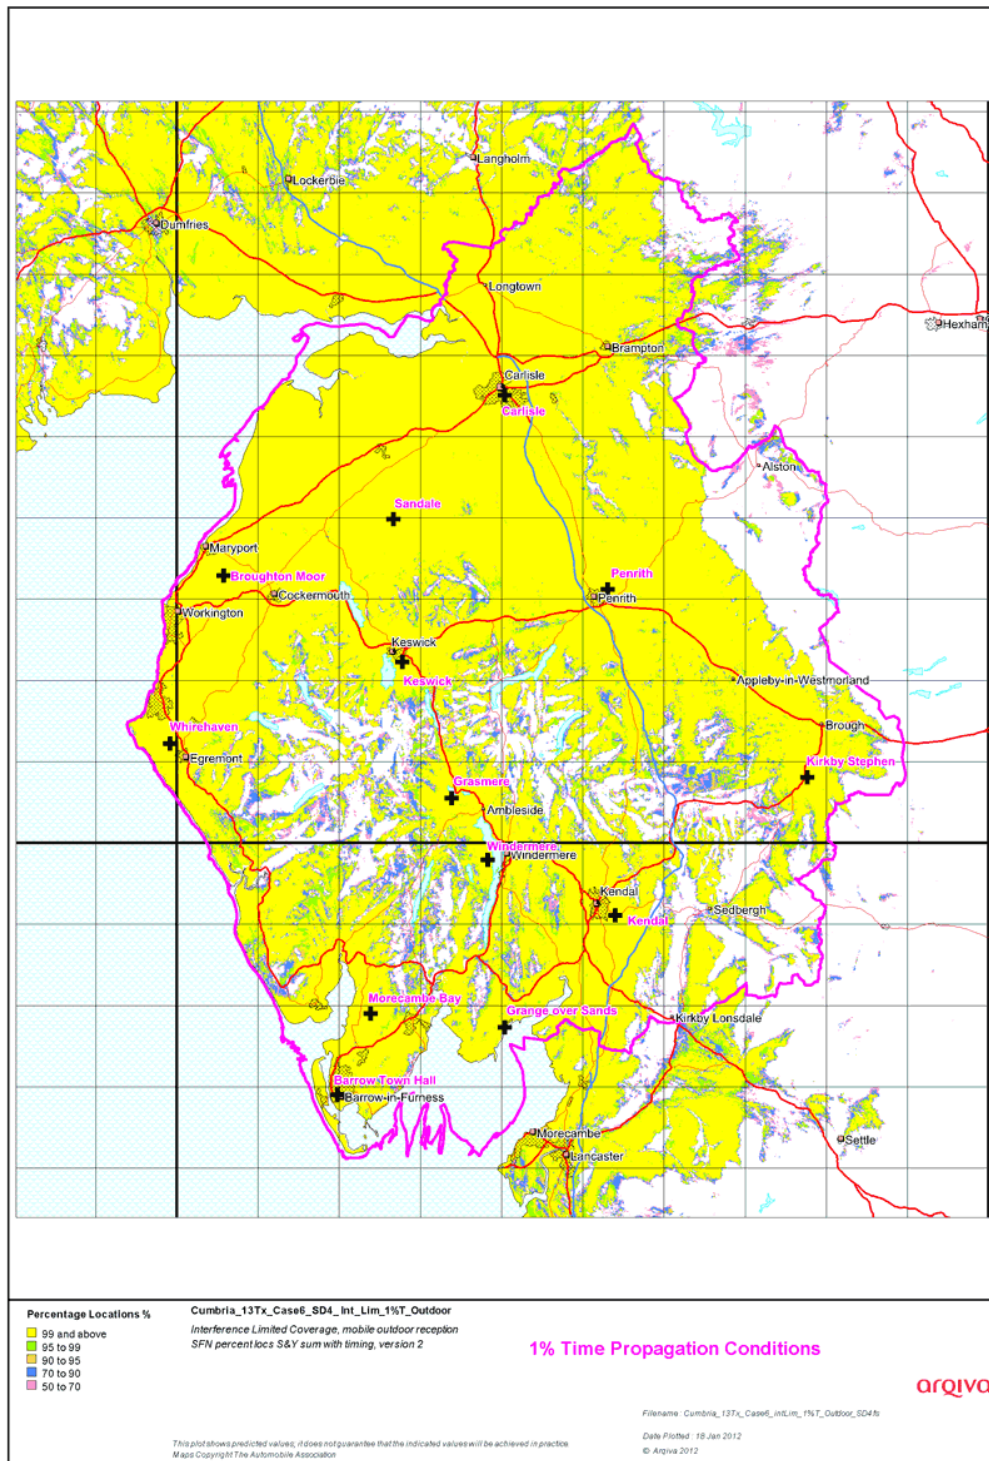 Langholm
Lockerbie
Dumfries
Longtown
Hexham
Brampton
Carlisle
Carlisle
Alston
Sandale
Maryport
Broughton Moor
Penrith
Cockermouth
Penrith
Workington
Keswick
Keswick
Appleby-in-Westmorland
Whirehaven
Brough
Egremont
Kirkby Stephen
Grasmere
Ambleside
Windermere
Windermere
Kendal
Sedbergh
Kendal
Morecambe Bay
Grange over Sands
Kirkby Lonsdale
Barrow Town Hall
Barrow-in-Furness
Morecambe
Settle
Lancaster
Percentage Locations %
99 and above
95 to 99
90 to 95
70 to 90
50 to 70
Cumbria_13Tx_Case6_SD4_Int_Lim_1%T_Outdoor
Interference Limited Coverage, mobile outdoor reception
SFN percent locs S&Y sum with timing, version 2
1% Time Propagation Conditions
arqiva
Filename: Cumbria_13Tx_Case6_intLim_1%T_Outdoor_SD4fs
Date Plotted: 18 Jan 2012
© Arqiva 2012
This plot shows predicted values; it does not guarantee that the indicated values will be achieved in practice.
Maps Copyright The Automobile Association